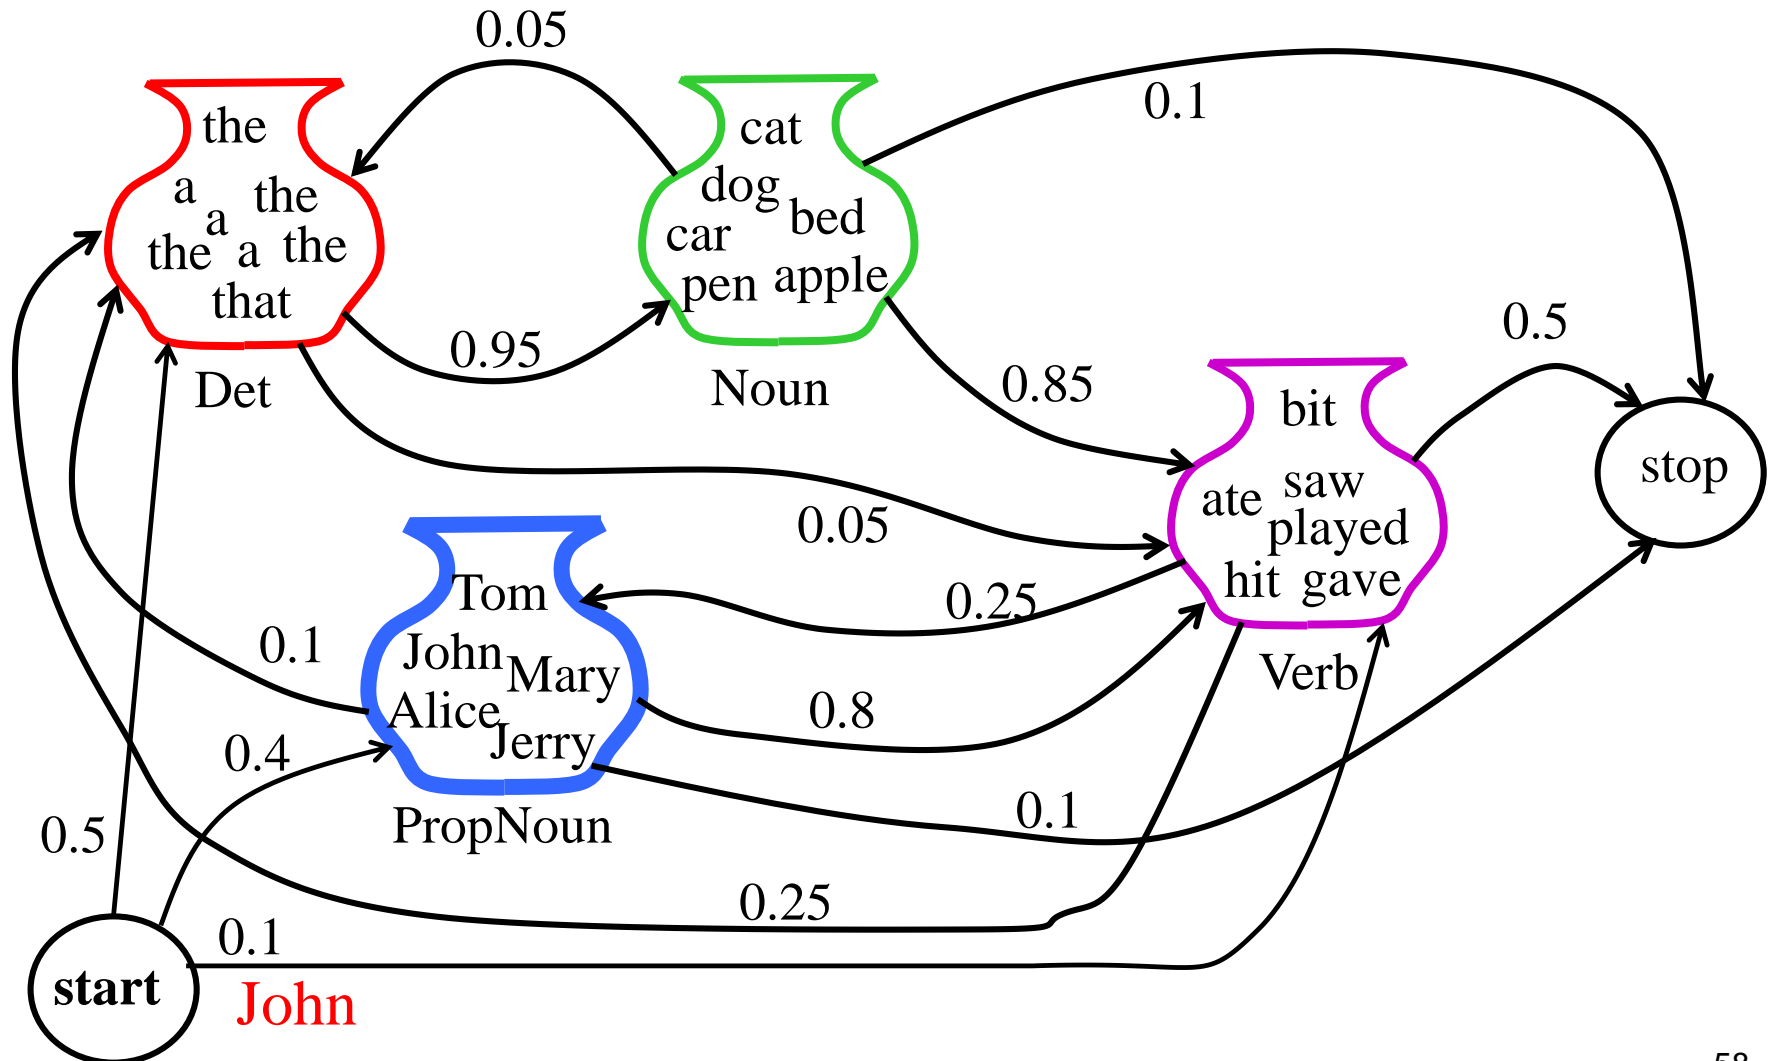 0.05
0.1
the
cat
a
the
dog
a
bed
the
a
the
car
that
pen
apple
0.95
0.5
Det
Noun
0.85
bit
stop
ate
saw
played
0.05
hit
gave
Tom
0.25
John
Mary
0.1
Verb
Alice
0.8
Jerry
0.4
0.1
PropNoun
0.5
0.25
0.1
start
John